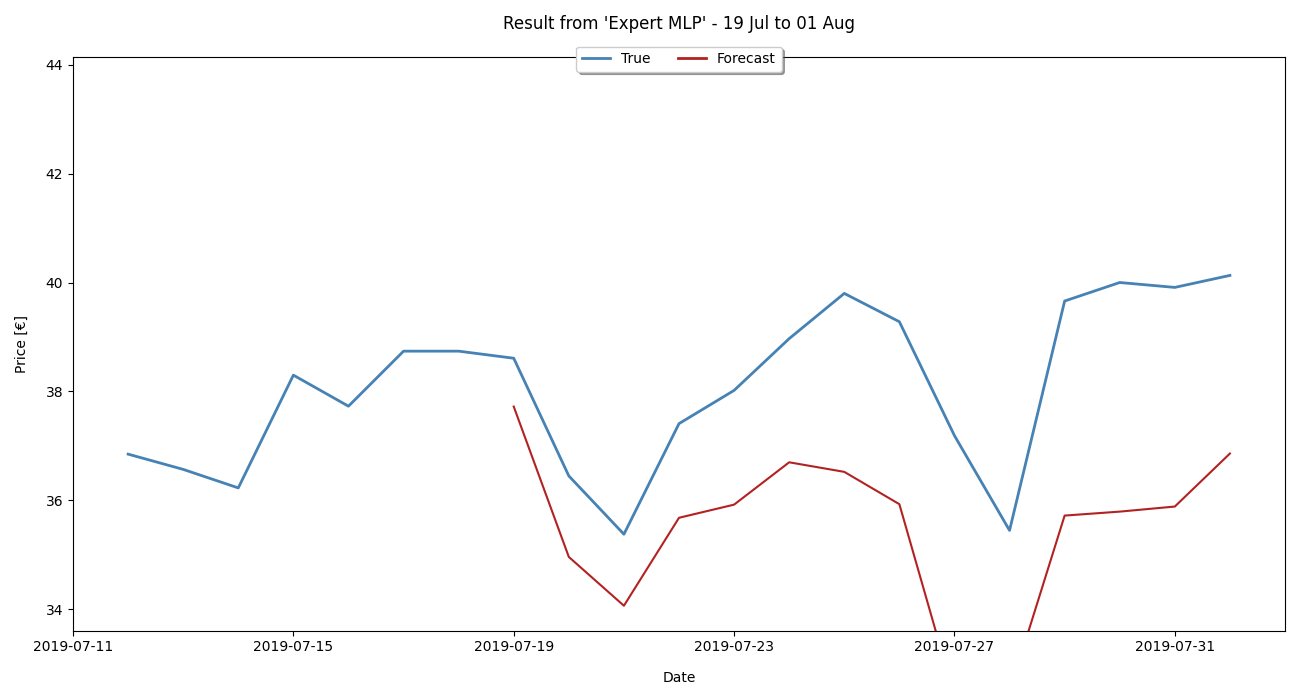 Result from 'Expert MLP' - 19 Jul to 01 Aug
True Forecast
44
42
40
38
36
34
Price [€]
2019-07-11 2019-07-15 2019-07-19 2019-07-23 2019-07-27 2019-07-31
Date